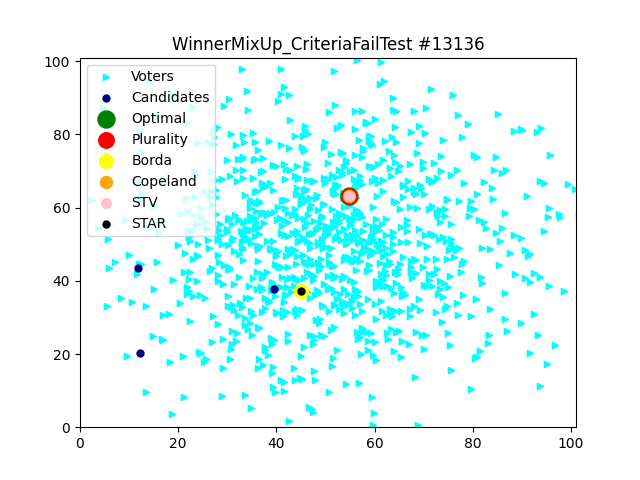 WinnerMixUp_CriteriaFailTest #13136
100
80
60
40
20
0
0
20
40
60
80
100
Voters
Candidates
Optimal
Plurality
Borda
Copeland
STV
STAR